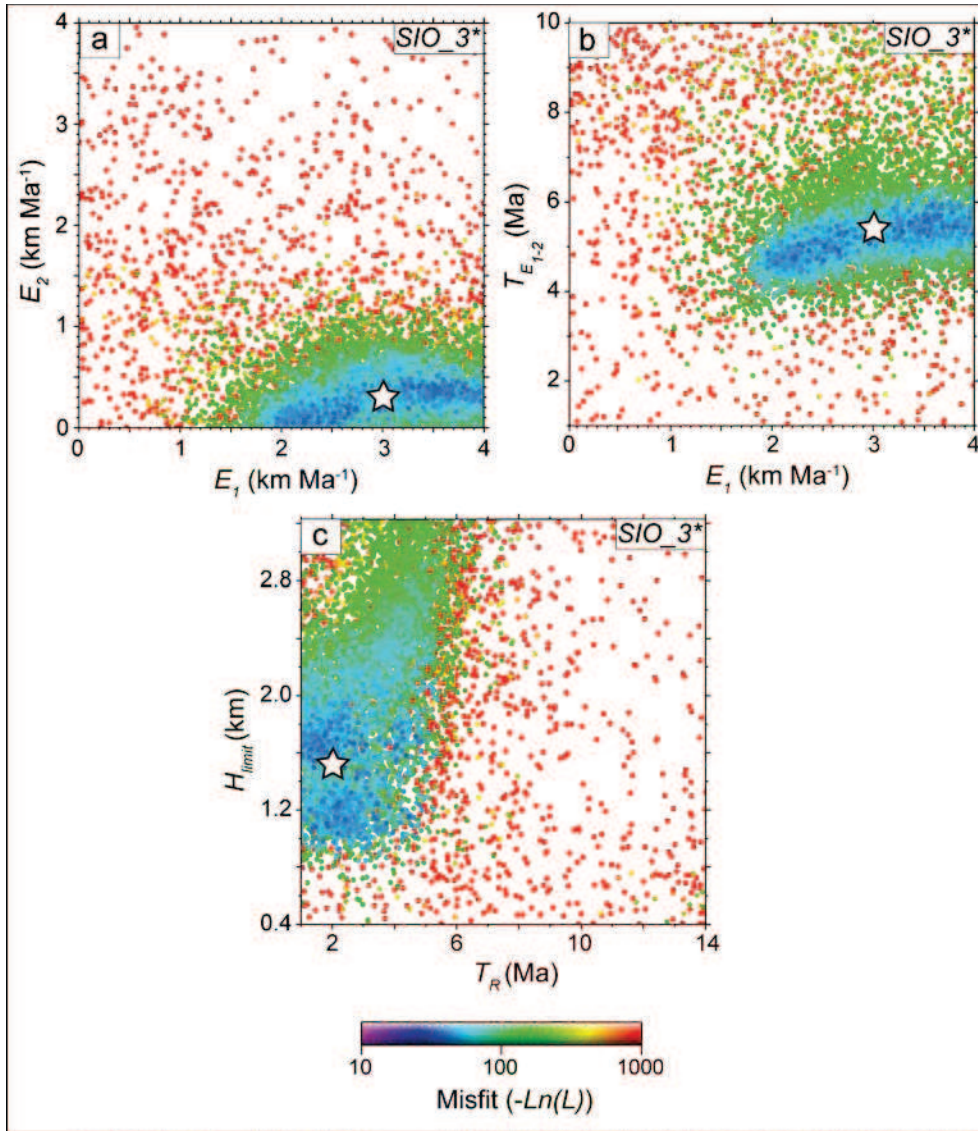 a
SIO_3*
4
3
2
1
0
E2 (km Ma-1)
0 1 2 3 4
E1 (km Ma-1)
b
SIO_3*
10
8
6
4
2
TE1-2 (Ma)
0 1 2 3 4
E1 (km Ma-1)
c
SIO_3*
2.8
2.0
1.2
0.4
Hlimit (km)
2 6 10 14
TR (Ma)
10 100 1000
Misfit (-Ln(L))